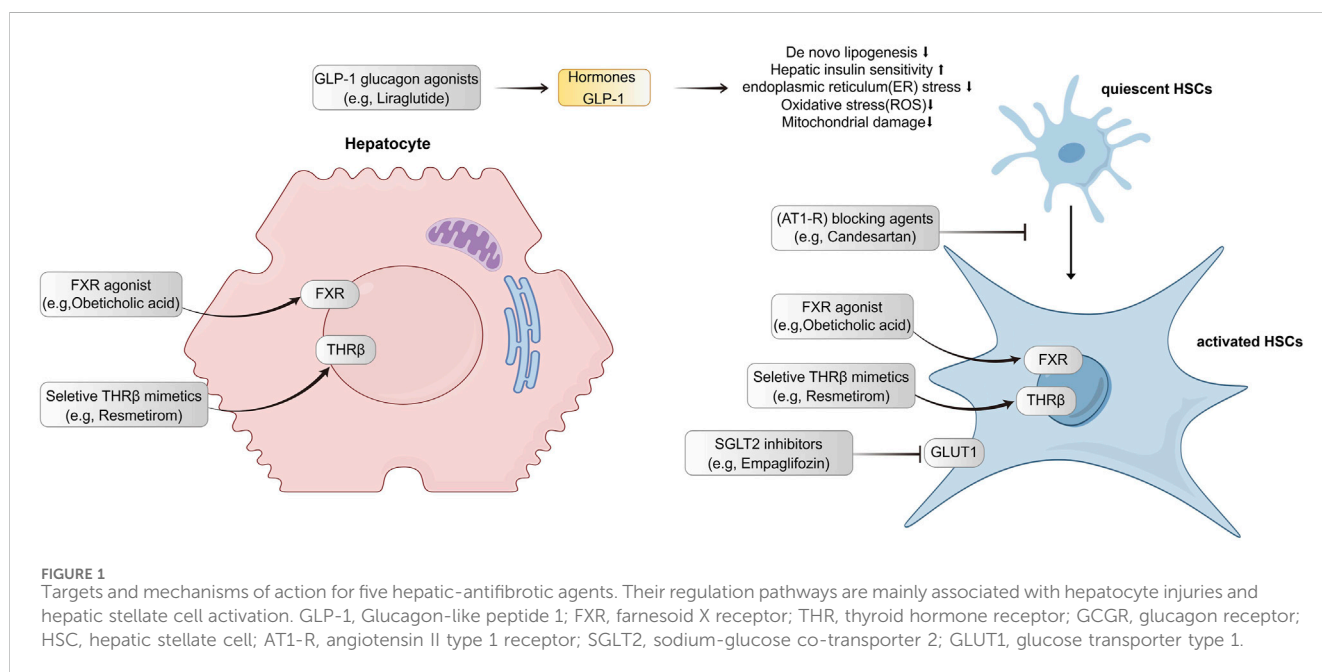 GLP-1 glucagon agonists
(e.g, Liraglutide)
Hormones
GLP-1
De novo lipogenesis ⬇
Hepatic insulin sensitivity ⬆
endoplasmic reticulum(ER) stress ⬇
Oxidative stress(ROS)⬇
Mitochondrial damage⬇
quiescent HSCs
Hepatocyte
(AT1-R) blocking agents
(e.g, Candesartan)
FXR agonist
(e.g,Obeticholic acid)
FXR
THRβ
Seletive THRβ mimetics
(e.g, Resmetirom)
FXR agonist
(e.g,Obeticholic acid)
FXR
activated HSCs
Seletive THRβ mimetics
(e.g, Resmetirom)
THRβ
SGLT2 inhibitors
(e.g, Empaglifozin)
GLUT1
FIGURE 1
Targets and mechanisms of action for five hepatic-antifibrotic agents. Their regulation pathways are mainly associated with hepatocyte injuries and
hepatic stellate cell activation. GLP-1, Glucagon-like peptide 1; FXR, farnesoid X receptor; THR, thyroid hormone receptor; GCGR, glucagon receptor;
HSC, hepatic stellate cell; AT1-R, angiotensin II type 1 receptor; SGLT2, sodium-glucose co-transporter 2; GLUT1, glucose transporter type 1.